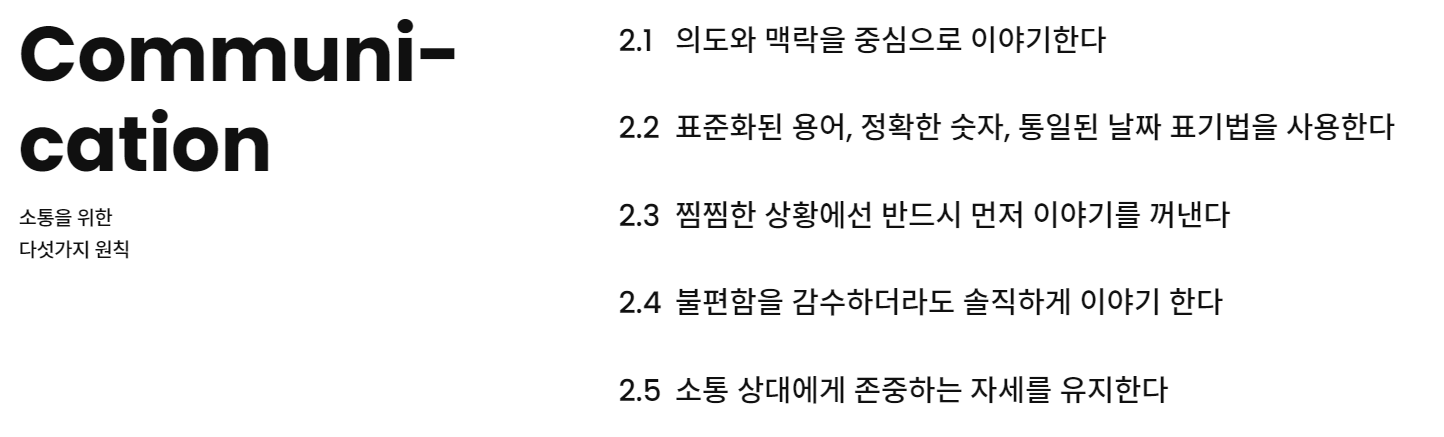 Communi-
cation
소통을 위한
다섯가지 원칙
2.1 의도와 맥락을 중심으로 이야기한다
2.2 표준화된 용어, 정확한 숫자, 통일된 날짜 표기법을 사용한다
2.3 찜찜한 상황에선 반드시 먼저 이야기를 꺼낸다
2.4 불편함을 감수하더라도 솔직하게 이야기 한다
2.5 소통 상대에게 존중하는 자세를 유지한다